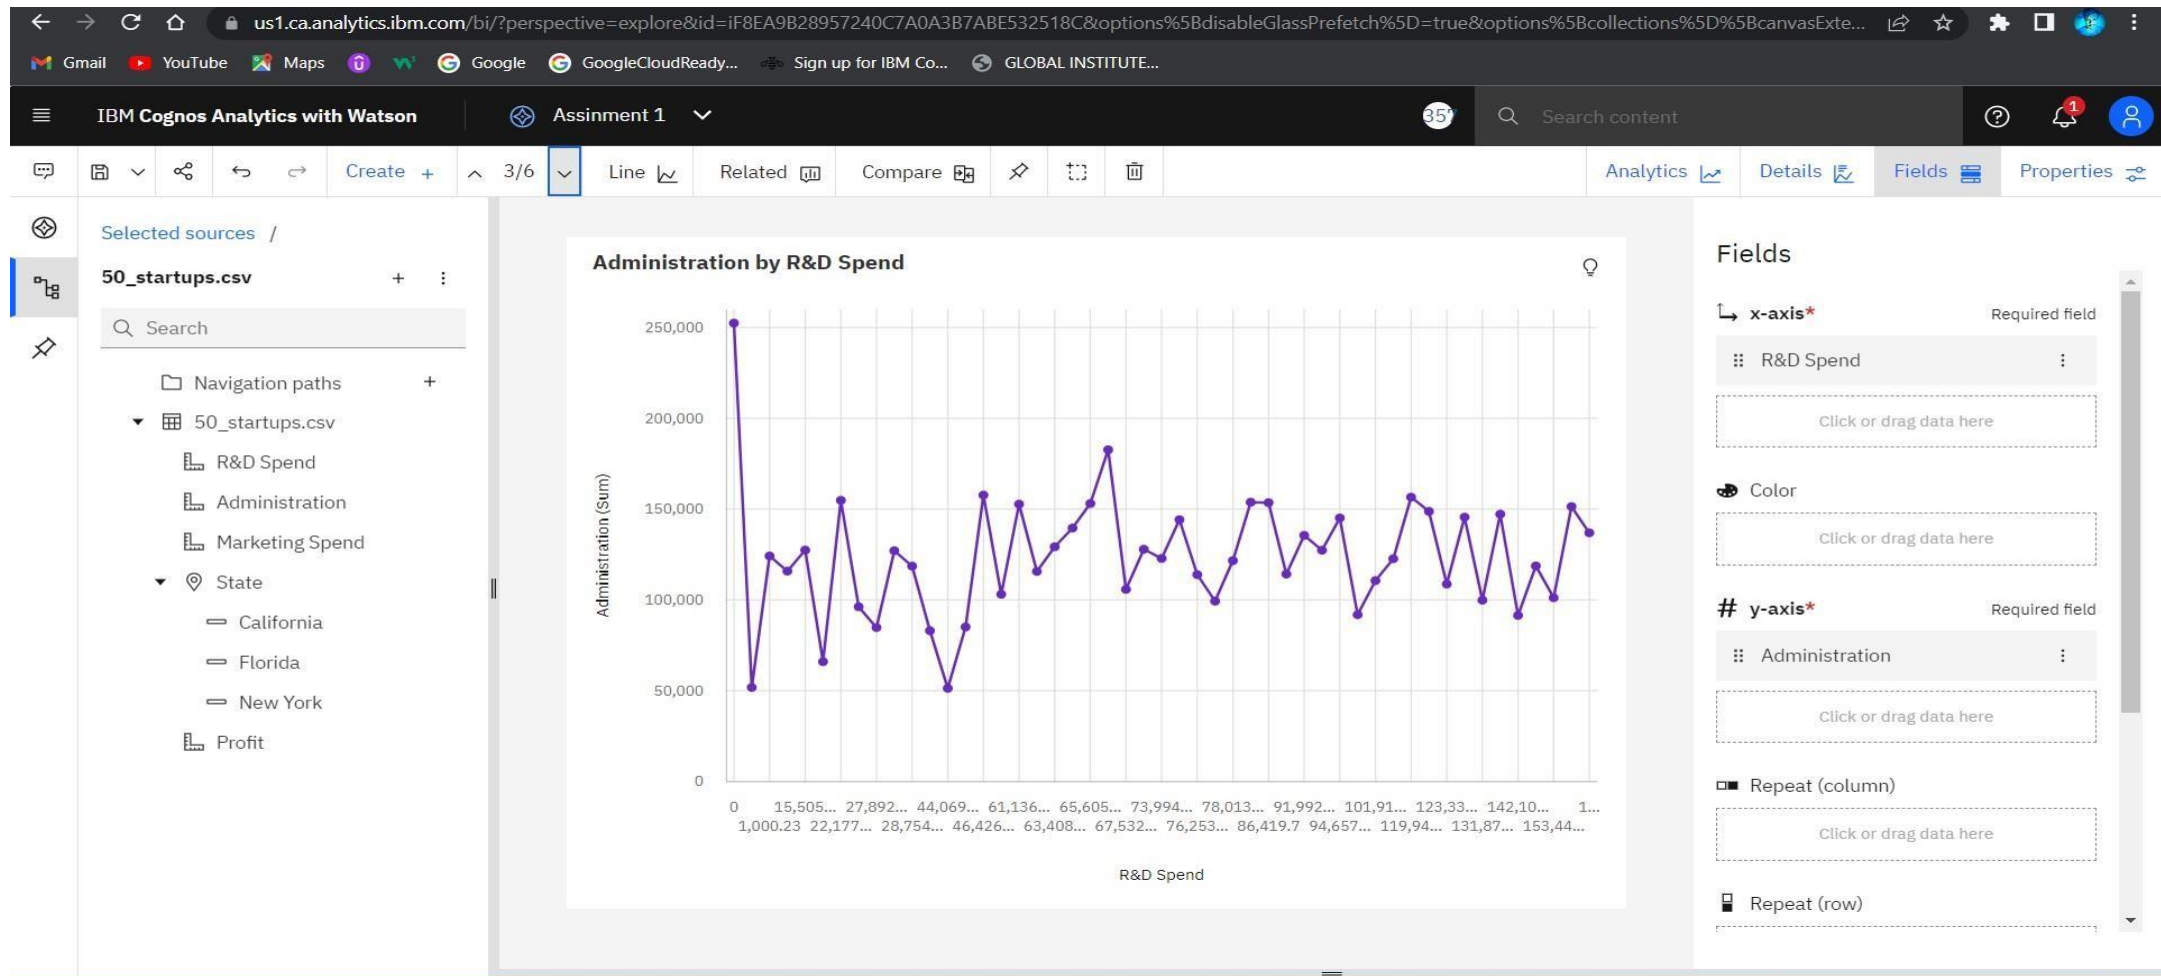 us1.ca.analytics.ibm.com/bi/?perspective=explore&id=iF8EA9B28957240C7A0A3B7ABE532518C&options%5BdisableGlassPrefetch%5D=true&options%5Bcollections%5D%5BcanvasExte...
Gmail YouTube Maps Google GoogleCloudReady... Sign up for IBM Co... GLOBAL INSTITUTE...
IBM Cognos Analytics with Watson Assinment 1 357 Search content 1
Create + 3/6 Line Related Compare Analytics Details Fields Properties
Selected sources /
50_startups.csv
Search
Navigation paths
50_startups.csv
R&D Spend
Administration
Marketing Spend
State
California
Florida
New York
Profit
Administration by R&D Spend
Administration (Sum)
250,000
200,000
150,000
100,000
50,000
0
0 15,505... 27,892... 44,069... 61,136... 65,605... 73,994... 78,013... 91,992... 101,91... 123,33... 142,10... 1...
1,000.23 22,177... 28,754... 46,426... 63,408... 67,532... 76,253... 86,419.7 94,657... 119,94... 131,87... 153,44...
R&D Spend
Fields
x-axis* Required field
R&D Spend
Click or drag data here
Color
Click or drag data here
# y-axis* Required field
Administration
Click or drag data here
Repeat (column)
Click or drag data here
Repeat (row)